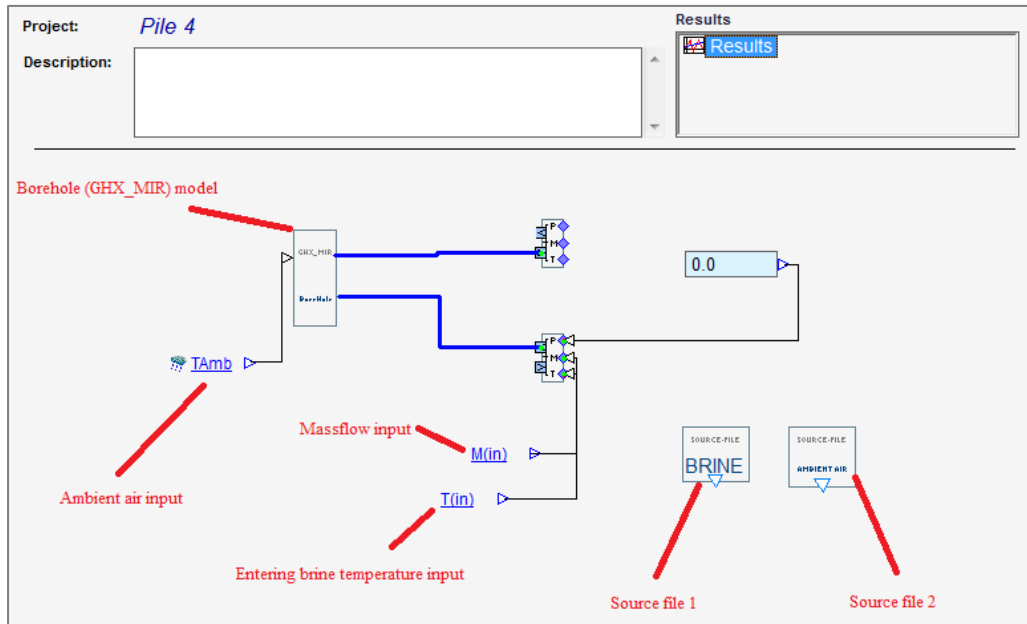 Project: Pile 4
Results
Results
Description:
Borehole (GHX_MIR) model
GHX_MIR
BoreHole
P
M
T
0.0
TAmb
P
M
T
Massflow input
M(in)
SOURCE-FILE
BRINE
SOURCE-FILE
AMBIENT AIR
Ambient air input
T(in)
Entering brine temperature input
Source file 1
Source file 2